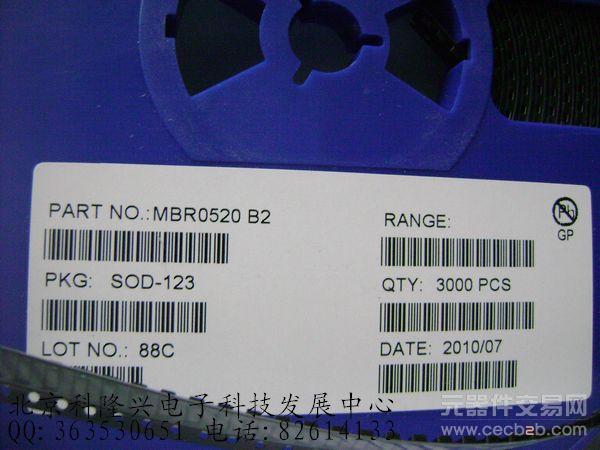 PART NO.:MBR0520 B2
RANGE:
Pb
GP
PKG: SOD-123
QTY: 3000 PCS
LOT NO.: 88C
DATE: 2010/07
北京科隆兴电子科技发展中心
QQ:363530651 电话:82614133
元器件交易网
www.cecb2b.com